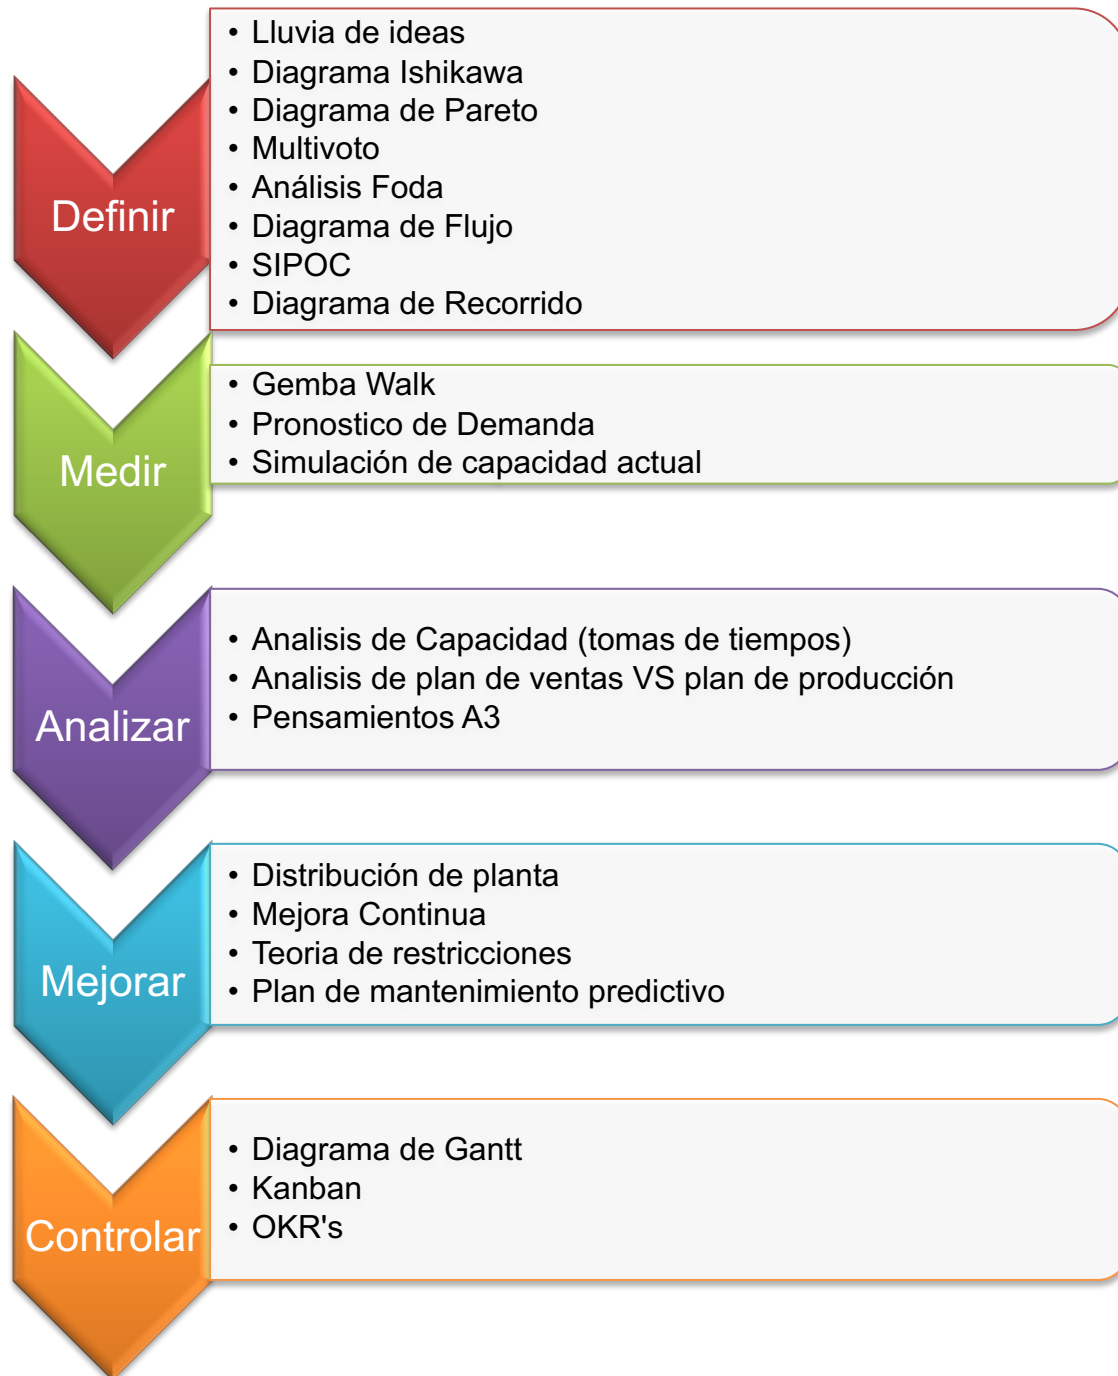 Definir
• Lluvia de ideas
• Diagrama Ishikawa
• Diagrama de Pareto
• Multivoto
• Análisis Foda
• Diagrama de Flujo
• SIPOC
• Diagrama de Recorrido
Medir
• Gemba Walk
• Pronostico de Demanda
• Simulación de capacidad actual
Analizar
• Analisis de Capacidad (tomas de tiempos)
• Analisis de plan de ventas VS plan de producción
• Pensamientos A3
Mejorar
• Distribución de planta
• Mejora Continua
• Teoria de restricciones
• Plan de mantenimiento predictivo
Controlar
• Diagrama de Gantt
• Kanban
• OKR's